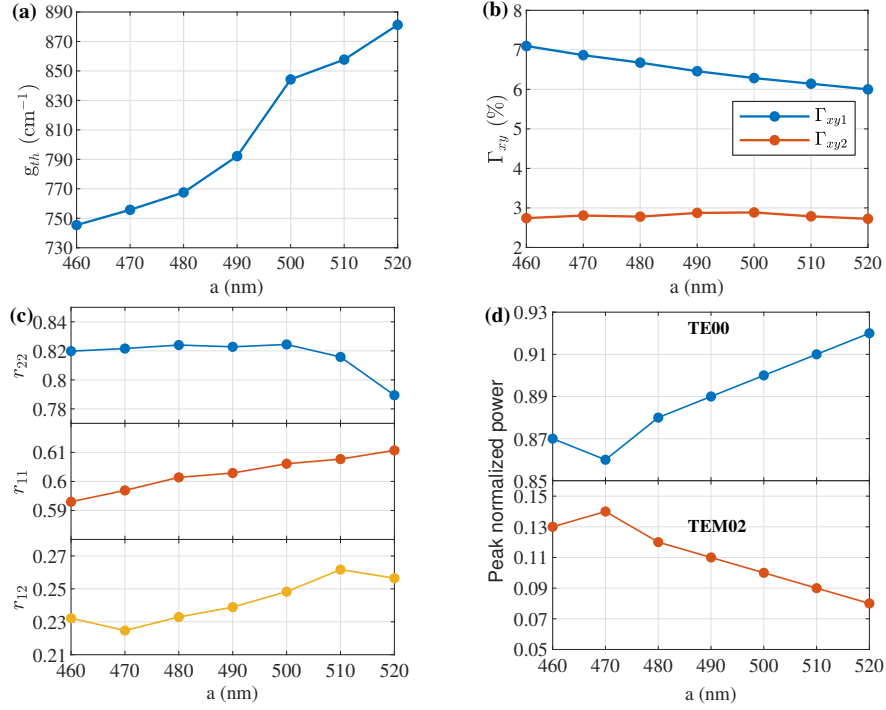 (a)
g_th (cm⁻¹)
890
870
850
830
810
790
770
750
730
460 470 480 490 500 510 520
a (nm)
(b)
Γ_xy (%)
8
7
6
5
4
3
2
Γ_xy1
Γ_xy2
460 470 480 490 500 510 520
a (nm)
(c)
r_22
0.84
0.82
0.8
0.78
r_11
0.61
0.6
0.59
r_12
0.27
0.25
0.23
0.21
460 470 480 490 500 510 520
a (nm)
(d)
Peak normalized power
0.93
0.91
0.89
0.87
0.85
TE00
0.15
0.13
0.11
0.09
0.07
0.05
TEM02
460 470 480 490 500 510 520
a (nm)